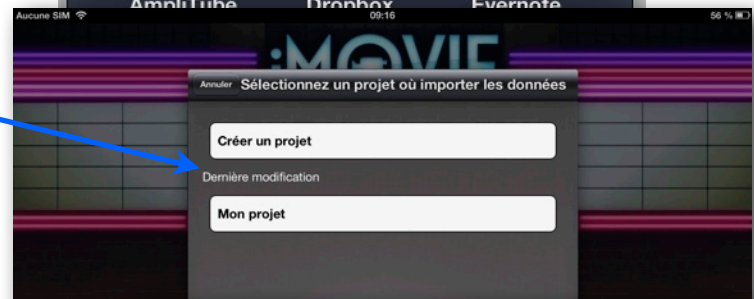 AmpliTube Dropbox Evernote
Aucune SIM 09:16 56 %
iMOVIE
Annuler Sélectionnez un projet où importer les données
Créer un projet
Dernière modification
Mon projet